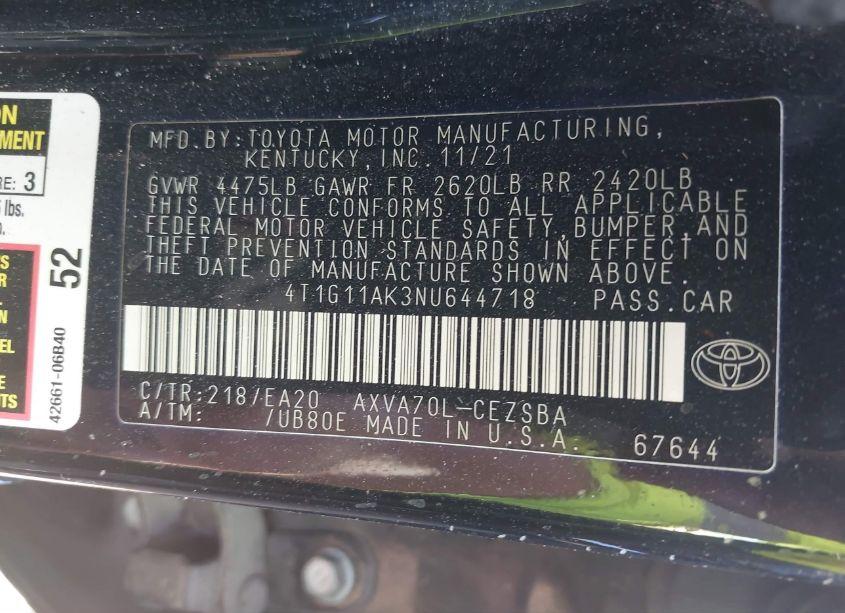 ON
UMENT
RE: 3
lbs.
S
R
L.
N
EL
E
TS
52
42661-06B40
MFD.BY:TOYOTA MOTOR MANUFACTURING,
KENTUCKY,INC.11/21
GVWR 4475LB GAWR FR 2620LB RR 2420LB
THIS VEHICLE CONFORMS TO ALL APPLICABLE
FEDERAL MOTOR VEHICLE SAFETY,BUMPER,AND
THEFT PREVENTION STANDARDS IN EFFECT ON
THE DATE OF MANUFACTURE SHOWN ABOVE.
4T1G11AK3NU644718 PASS.CAR
C/TR:218/EA20 AXVA70L-CEZSBA
A/TM: /UB80E MADE IN U.S.A. 67644